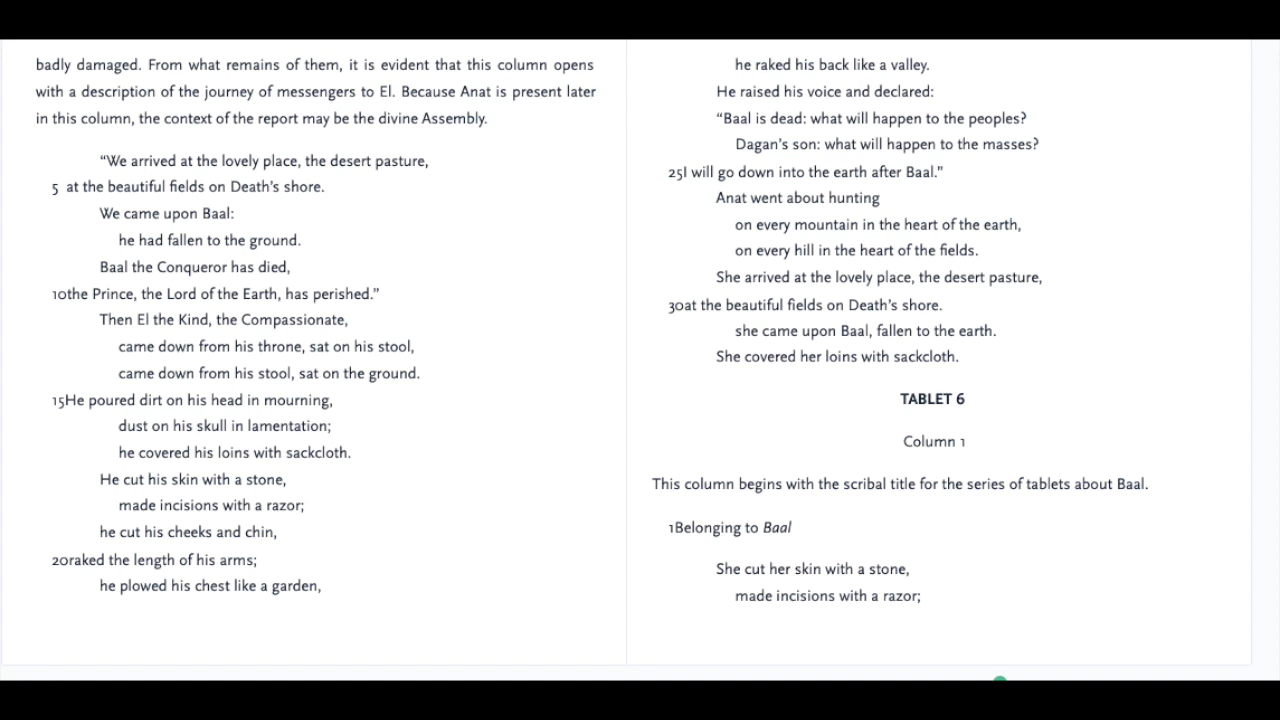 badly damaged. From what remains of them, it is evident that this column opens
with a description of the journey of messengers to El. Because Anat is present later
in this column, the context of the report may be the divine Assembly.
“We arrived at the lovely place, the desert pasture,
5 at the beautiful fields on Death’s shore.
We came upon Baal:
he had fallen to the ground.
Baal the Conqueror has died,
10the Prince, the Lord of the Earth, has perished.”
Then El the Kind, the Compassionate,
came down from his throne, sat on his stool,
came down from his stool, sat on the ground.
15He poured dirt on his head in mourning,
dust on his skull in lamentation;
he covered his loins with sackcloth.
He cut his skin with a stone,
made incisions with a razor;
he cut his cheeks and chin,
20raked the length of his arms;
he plowed his chest like a garden,
he raked his back like a valley.
He raised his voice and declared:
“Baal is dead: what will happen to the peoples?
Dagan’s son: what will happen to the masses?
25I will go down into the earth after Baal.”
Anat went about hunting
on every mountain in the heart of the earth,
on every hill in the heart of the fields.
She arrived at the lovely place, the desert pasture,
30at the beautiful fields on Death’s shore.
she came upon Baal, fallen to the earth.
She covered her loins with sackcloth.
TABLET 6
Column 1
This column begins with the scribal title for the series of tablets about Baal.
1Belonging to Baal
She cut her skin with a stone,
made incisions with a razor;